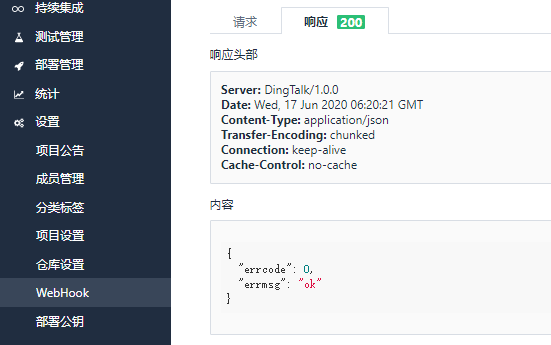 持续集成
测试管理
部署管理
统计
设置
项目公告
成员管理
分类标签
项目设置
仓库设置
WebHook
部署公钥
请求
响应 200
响应头部
Server: DingTalk/1.0.0
Date: Wed, 17 Jun 2020 06:20:21 GMT
Content-Type: application/json
Transfer-Encoding: chunked
Connection: keep-alive
Cache-Control: no-cache
内容
{
"errcode": 0,
"errmsg": "ok"
}